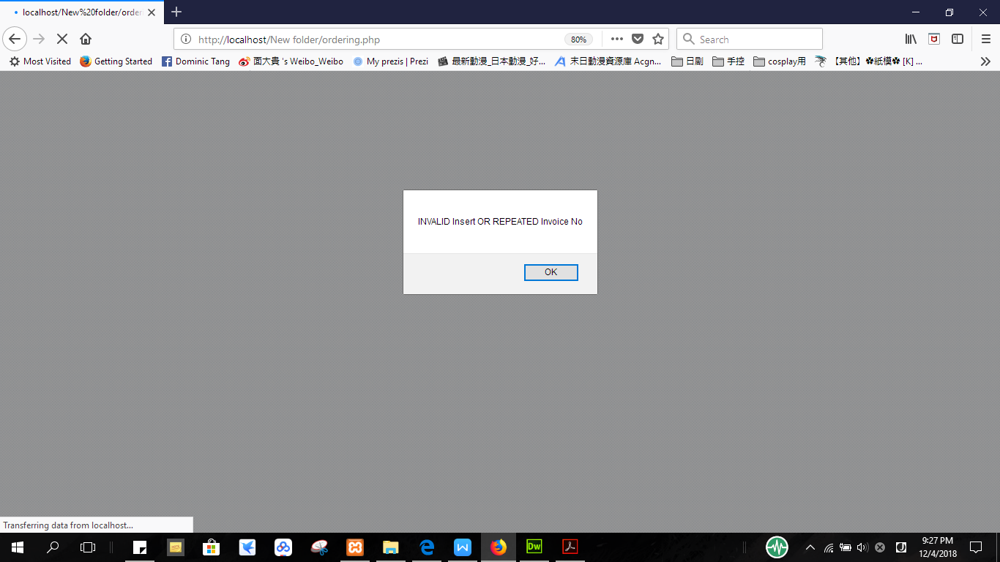 localhost/New%20folder/orderi
http://localhost/New folder/ordering.php
80%
Search
Most Visited
Getting Started
Dominic Tang
面大貴 's Weibo_Weibo
My prezis | Prezi
最新動漫_日本動漫_好...
末日動漫資源庫 Acgn...
日剧
手控
cosplay用
【其他】✿紙模✿ [K] ...
INVALID Insert OR REPEATED Invoice No
OK
Transferring data from localhost...
Dw
9:27 PM
12/4/2018